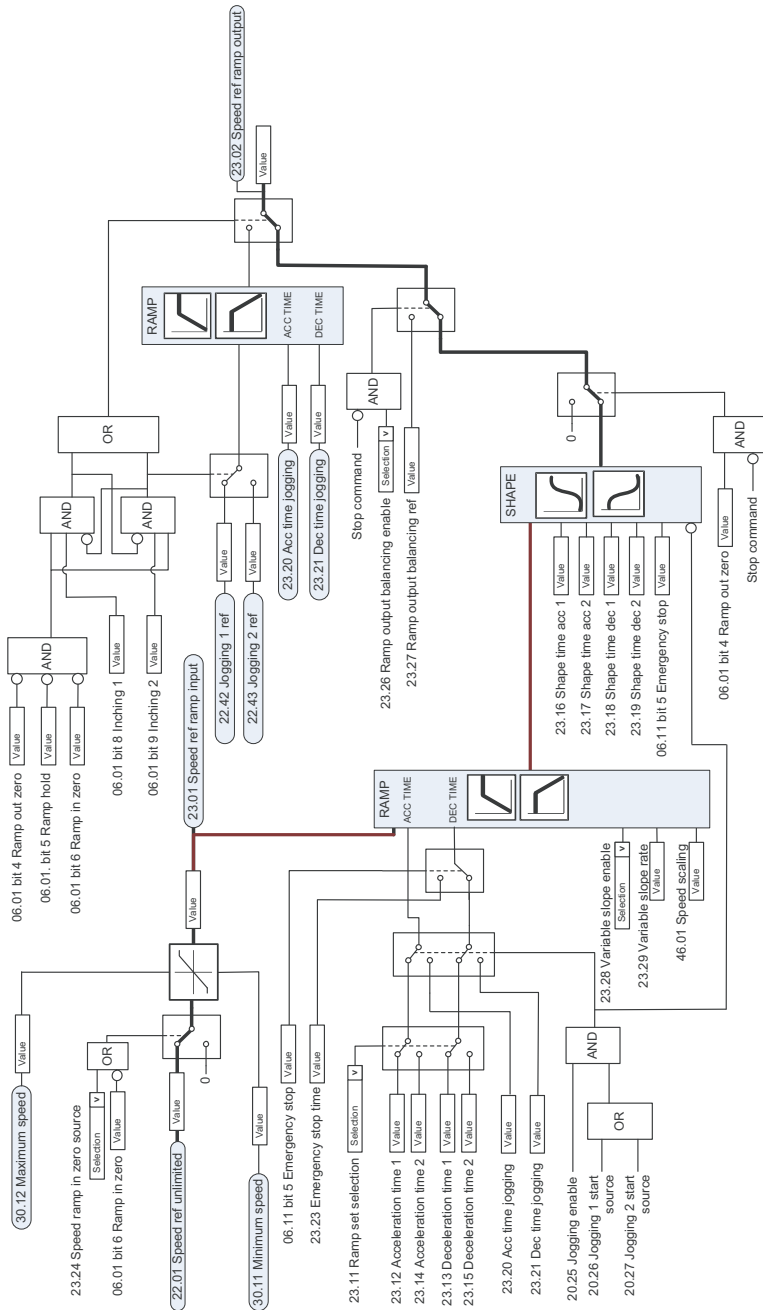 30.12 Maximum speed
Value
23.24 Speed ramp in zero source
Selection
v
06.01 bit 6 Ramp in zero
Value
OR
22.01 Speed ref unlimited
Value
0
30.11 Minimum speed
Value
Value
23.01 Speed ref ramp input
06.11 bit 5 Emergency stop
Value
23.23 Emergency stop time
Value
23.11 Ramp set selection
Selection
v
23.12 Acceleration time 1
Value
23.14 Acceleration time 2
Value
23.13 Deceleration time 1
Value
23.15 Deceleration time 2
Value
23.20 Acc time jogging
Value
23.21 Dec time jogging
Value
20.25 Jogging enable
20.26 Jogging 1 start
source
20.27 Jogging 2 start
source
OR
AND
RAMP
ACC TIME
DEC TIME
23.28 Variable slope enable
Selection
v
23.29 Variable slope rate
Value
46.01 Speed scaling
Value
06.01 bit 4 Ramp out zero
Value
06.01. bit 5 Ramp hold
Value
06.01 bit 6 Ramp in zero
Value
AND
06.01 bit 8 Inching 1
Value
06.01 bit 9 Inching 2
Value
AND
AND
OR
22.42 Jogging 1 ref
Value
22.43 Jogging 2 ref
Value
23.20 Acc time jogging
Value
23.21 Dec time jogging
Value
RAMP
ACC TIME
DEC TIME
Stop command
23.26 Ramp output balancing enable
Selection
v
AND
23.27 Ramp output balancing ref
Value
23.16 Shape time acc 1
Value
23.17 Shape time acc 2
Value
23.18 Shape time dec 1
Value
23.19 Shape time dec 2
Value
06.11 bit 5 Emergency stop
Value
SHAPE
0
06.01 bit 4 Ramp out zero
Value
Stop command
AND
23.02 Speed ref ramp output
Value